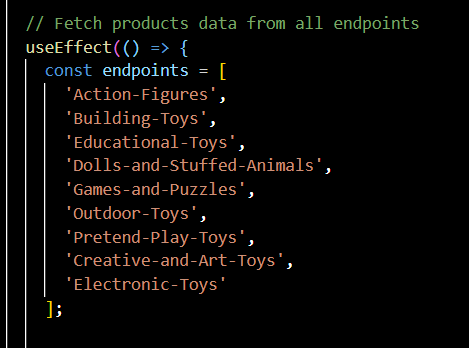 // Fetch products data from all endpoints
useEffect(() => {
const endpoints = [
'Action-Figures',
'Building-Toys',
'Educational-Toys',
'Dolls-and-Stuffed-Animals',
'Games-and-Puzzles',
'Outdoor-Toys',
'Pretend-Play-Toys',
'Creative-and-Art-Toys',
'Electronic-Toys'
];